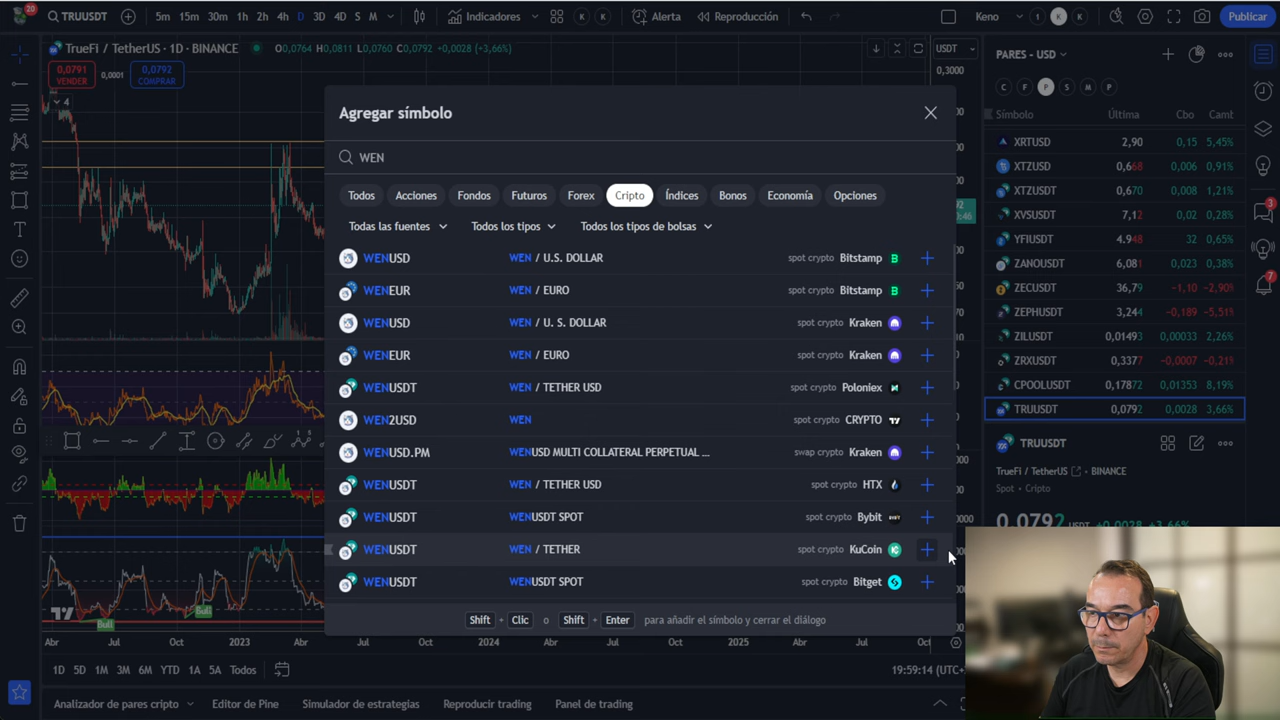 TRUUSDT 5m 15m 30m 1h 2h 4h D 3D 4D S M Indicadores K K Alerta Reproducción Keno 1 K K Publicar
TrueFi / TetherUS · 1D · BINANCE O0,0764 H0,0811 L0,0760 C0,0792 +0,0028 (+3,66%) USDT
0,0791 VENDER 0,0001 0,0792 COMPRAR
4
0,3000
Agregar símbolo
WEN
Todos Acciones Fondos Futuros Forex Cripto Índices Bonos Economía Opciones
Todas las fuentes Todos los tipos Todos los tipos de bolsas
WENUSD WEN / U.S. DOLLAR spot crypto Bitstamp
WENEUR WEN / EURO spot crypto Bitstamp
WENUSD WEN / U. S. DOLLAR spot crypto Kraken
WENEUR WEN / EURO spot crypto Kraken
WENUSDT WEN / TETHER USD spot crypto Poloniex
WEN2USD WEN spot crypto CRYPTO
WENUSD.PM WENUSD MULTI COLLATERAL PERPETUAL ... swap crypto Kraken
WENUSDT WEN / TETHER USD spot crypto HTX
WENUSDT WENUSDT SPOT spot crypto Bybit
WENUSDT WEN / TETHER spot crypto KuCoin
WENUSDT WENUSDT SPOT spot crypto Bitget
Shift + Clic o Shift + Enter para añadir el símbolo y cerrar el diálogo
Bull
Bull
Abr Jul Oct 2023 Abr Jul Oct 2024 Abr Jul Oct 2025 Abr Jul Oct
1D 5D 1M 3M 6M YTD 1A 5A Todos 19:59:14 (UTC+
Analizador de pares cripto Editor de Pine Simulador de estrategias Reproducir trading Panel de trading
PARES - USD
C F P S M P
Símbolo Última Cbo Camt
XRTUSD 2,90 0,15 5,45%
XTZUSD 0,668 0,006 0,91%
XTZUSDT 0,670 0,008 1,21%
XVSUSDT 7,12 0,02 0,28%
YFIUSDT 4.948 32 0,65%
ZANOUSDT 6,081 0,023 0,38%
ZECUSDT 36,79 -1,10 -2,90%
ZEPHUSDT 3,244 -0,189 -5,51%
ZILUSDT 0,01493 0,00033 2,26%
ZRXUSDT 0,3377 -0,0007 -0,21%
CPOOLUSDT 0,17872 0,01353 8,19%
TRUUSDT 0,0792 0,0028 3,66%
TRUUSDT
TrueFi / TetherUS · BINANCE
Spot · Cripto
0,0792 USDT +0,0028 +3,66%
3
7